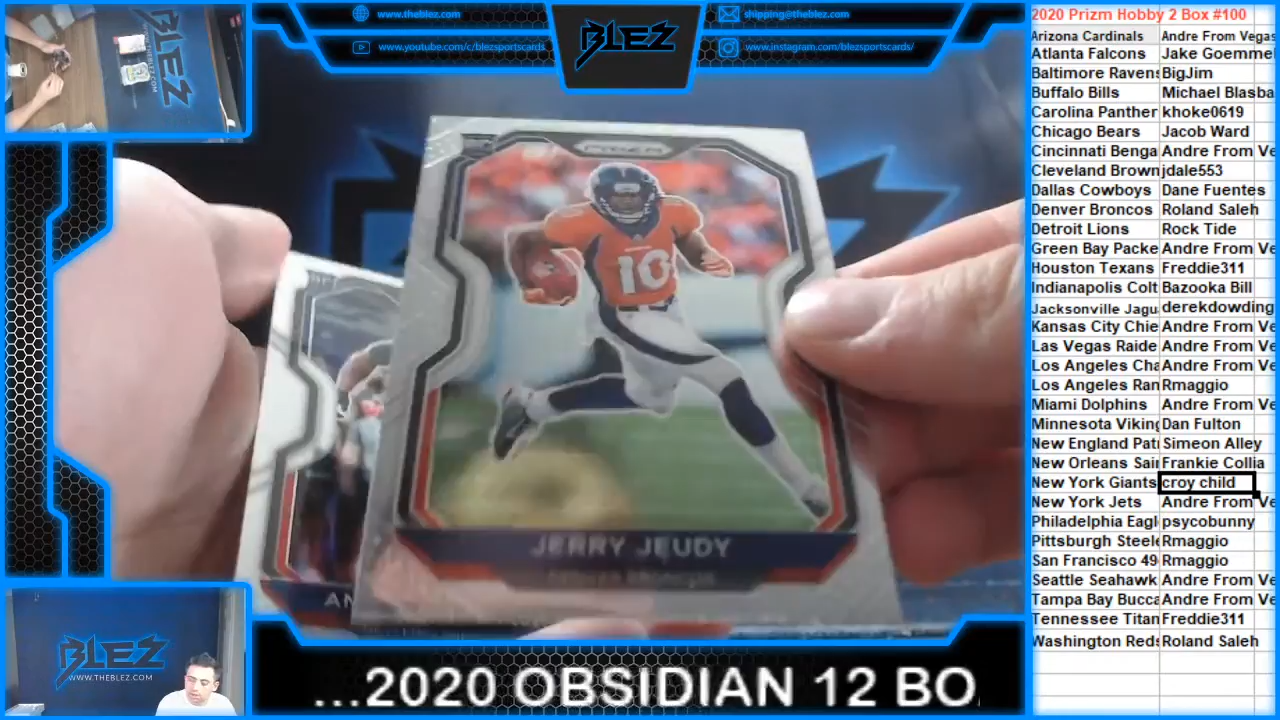 www.theblez.com
shipping@theblez.com
www.youtube.com/c/blezsportscards
www.instagram.com/blezsportscards/
BLEZ
PRIZM
10
10
JERRY JEUDY
AN
BLEZ
WWW.THEBLEZ.COM
...2020 OBSIDIAN 12 BO
2020 Prizm Hobby 2 Box #100
Arizona Cardinals Andre From Vegas
Atlanta Falcons Jake Goemme
Baltimore Ravens BigJim
Buffalo Bills Michael Blasba
Carolina Panther khoke0619
Chicago Bears Jacob Ward
Cincinnati Benga Andre From Ve
Cleveland Brown jdale553
Dallas Cowboys Dane Fuentes
Denver Broncos Roland Saleh
Detroit Lions Rock Tide
Green Bay Packe Andre From Ve
Houston Texans Freddie311
Indianapolis Colt Bazooka Bill
Jacksonville Jagu derekdowding
Kansas City Chie Andre From Ve
Las Vegas Raide Andre From Ve
Los Angeles Cha Andre From Ve
Los Angeles Ran Rmaggio
Miami Dolphins Andre From Ve
Minnesota Viking Dan Fulton
New England Patr Simeon Alley
New Orleans Sai Frankie Collia
New York Giants croy child
New York Jets Andre From Ve
Philadelphia Eagl psycobunny
Pittsburgh Steele Rmaggio
San Francisco 49 Rmaggio
Seattle Seahawk Andre From Ve
Tampa Bay Bucca Andre From Ve
Tennessee Titan Freddie311
Washington Reds Roland Saleh